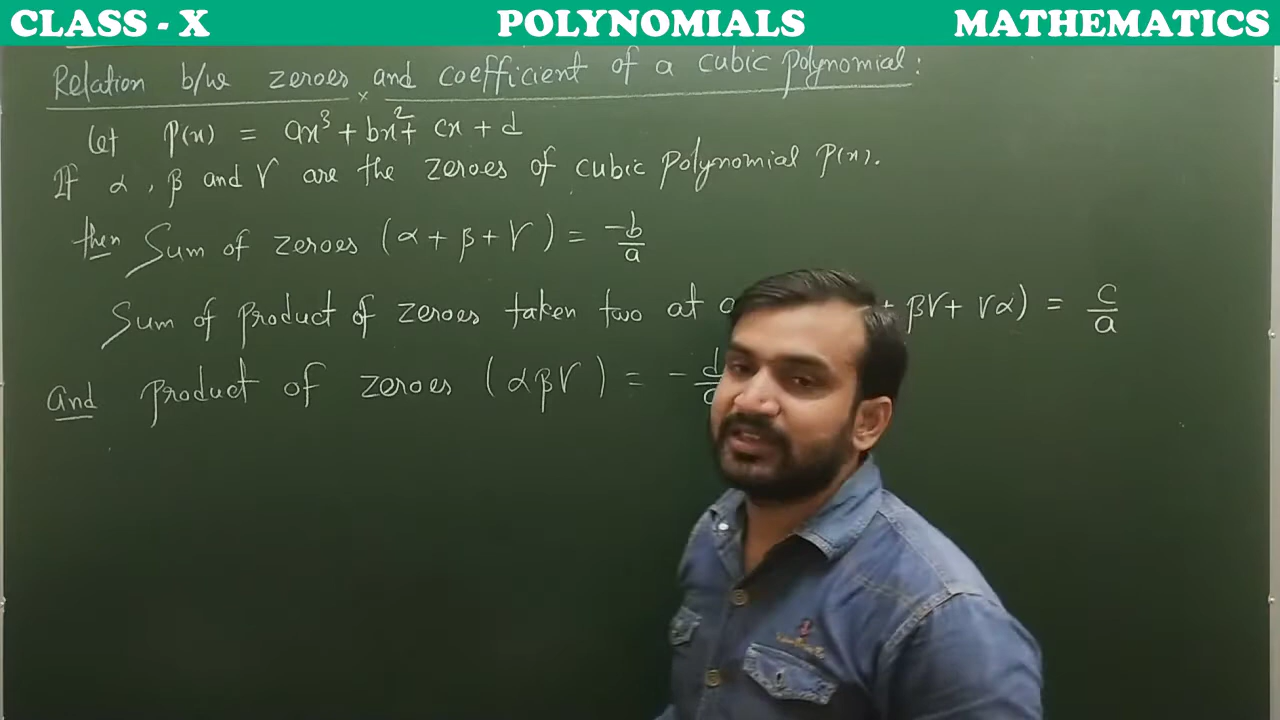 CLASS - X POLYNOMIALS MATHEMATICS
Relation b/w zeroes and coefficient of a cubic polynomial :
Let P(x) = ax³ + bx² + cx + d
If α , β and γ are the zeroes of cubic polynomial P(x).
then Sum of zeroes (α + β + γ) = -b/a
Sum of product of zeroes taken two at + βγ + γα) = c/a
and product of zeroes (αβγ) = - d/a